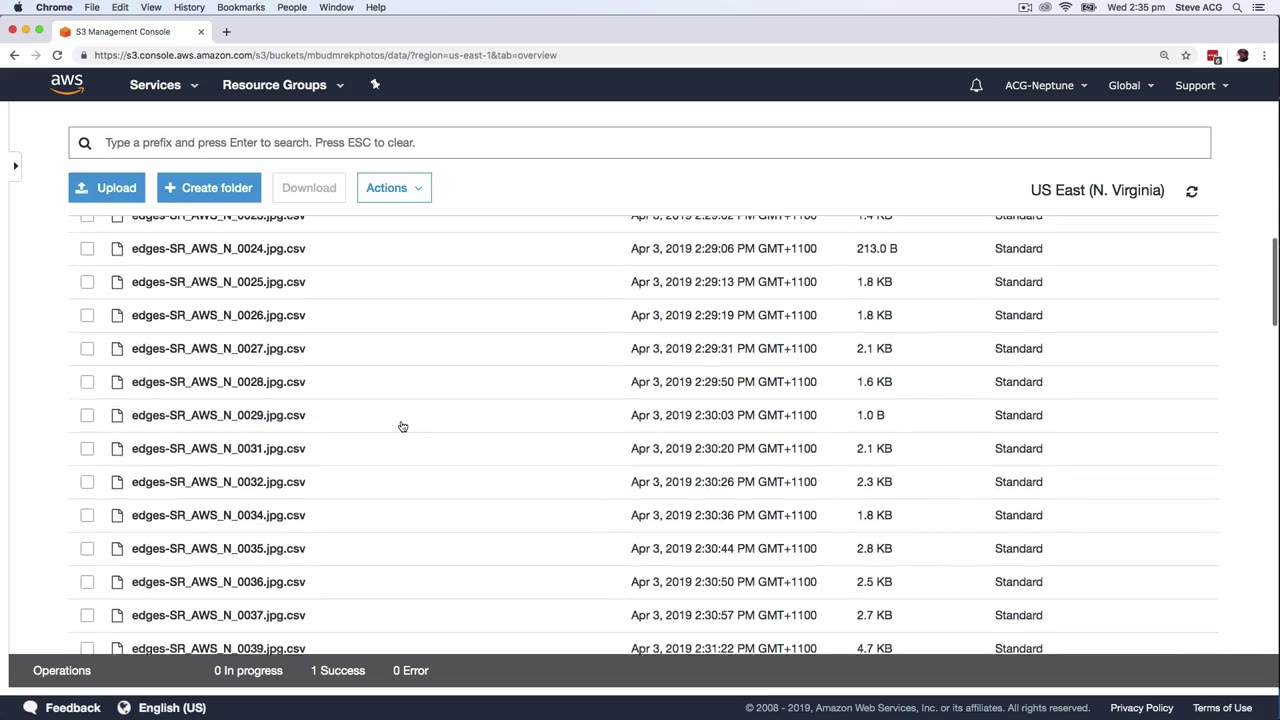 Chrome File Edit View History Bookmarks People Window Help Wed 2:35 pm Steve ACG
S3 Management Console
https://s3.console.aws.amazon.com/s3/buckets/mbudmrekphotos/data/?region=us-east-1&tab=overview
aws Services Resource Groups ACG-Neptune Global Support
Type a prefix and press Enter to search. Press ESC to clear.
Upload Create folder Download Actions US East (N. Virginia)
edges-SR_AWS_N_0023.jpg.csv Apr 3, 2019 2:29:02 PM GMT+1100 1.4 KB Standard
edges-SR_AWS_N_0024.jpg.csv Apr 3, 2019 2:29:06 PM GMT+1100 213.0 B Standard
edges-SR_AWS_N_0025.jpg.csv Apr 3, 2019 2:29:13 PM GMT+1100 1.8 KB Standard
edges-SR_AWS_N_0026.jpg.csv Apr 3, 2019 2:29:19 PM GMT+1100 1.8 KB Standard
edges-SR_AWS_N_0027.jpg.csv Apr 3, 2019 2:29:31 PM GMT+1100 2.1 KB Standard
edges-SR_AWS_N_0028.jpg.csv Apr 3, 2019 2:29:50 PM GMT+1100 1.6 KB Standard
edges-SR_AWS_N_0029.jpg.csv Apr 3, 2019 2:30:03 PM GMT+1100 1.0 B Standard
edges-SR_AWS_N_0031.jpg.csv Apr 3, 2019 2:30:20 PM GMT+1100 2.1 KB Standard
edges-SR_AWS_N_0032.jpg.csv Apr 3, 2019 2:30:26 PM GMT+1100 2.3 KB Standard
edges-SR_AWS_N_0034.jpg.csv Apr 3, 2019 2:30:36 PM GMT+1100 1.8 KB Standard
edges-SR_AWS_N_0035.jpg.csv Apr 3, 2019 2:30:44 PM GMT+1100 2.8 KB Standard
edges-SR_AWS_N_0036.jpg.csv Apr 3, 2019 2:30:50 PM GMT+1100 2.5 KB Standard
edges-SR_AWS_N_0037.jpg.csv Apr 3, 2019 2:30:57 PM GMT+1100 2.7 KB Standard
edges-SR_AWS_N_0039.jpg.csv Apr 3, 2019 2:31:22 PM GMT+1100 4.7 KB Standard
Operations 0 In progress 1 Success 0 Error
Feedback English (US) © 2008 - 2019, Amazon Web Services, Inc. or its affiliates. All rights reserved. Privacy Policy Terms of Use